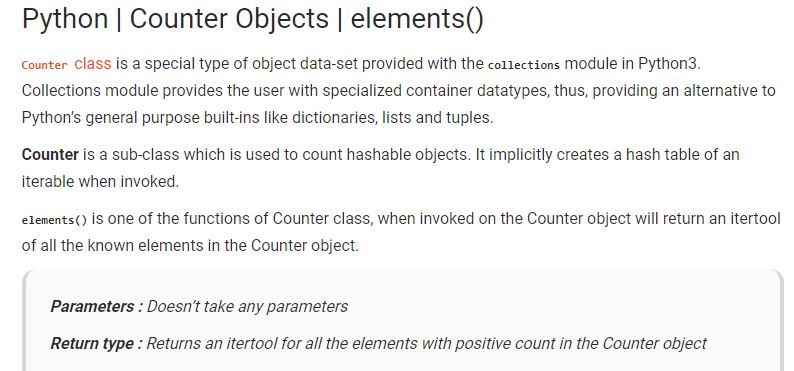 Python | Counter Objects | elements()
Counter class is a special type of object data-set provided with the collections module in Python3.
Collections module provides the user with specialized container datatypes, thus, providing an alternative to
Python's general purpose built-ins like dictionaries, lists and tuples.
Counter is a sub-class which is used to count hashable objects. It implicitly creates a hash table of an
iterable when invoked.
elements() is one of the functions of Counter class, when invoked on the Counter object will return an itertool
of all the known elements in the Counter object.
Parameters : Doesn't take any parameters
Return type : Returns an itertool for all the elements with positive count in the Counter object